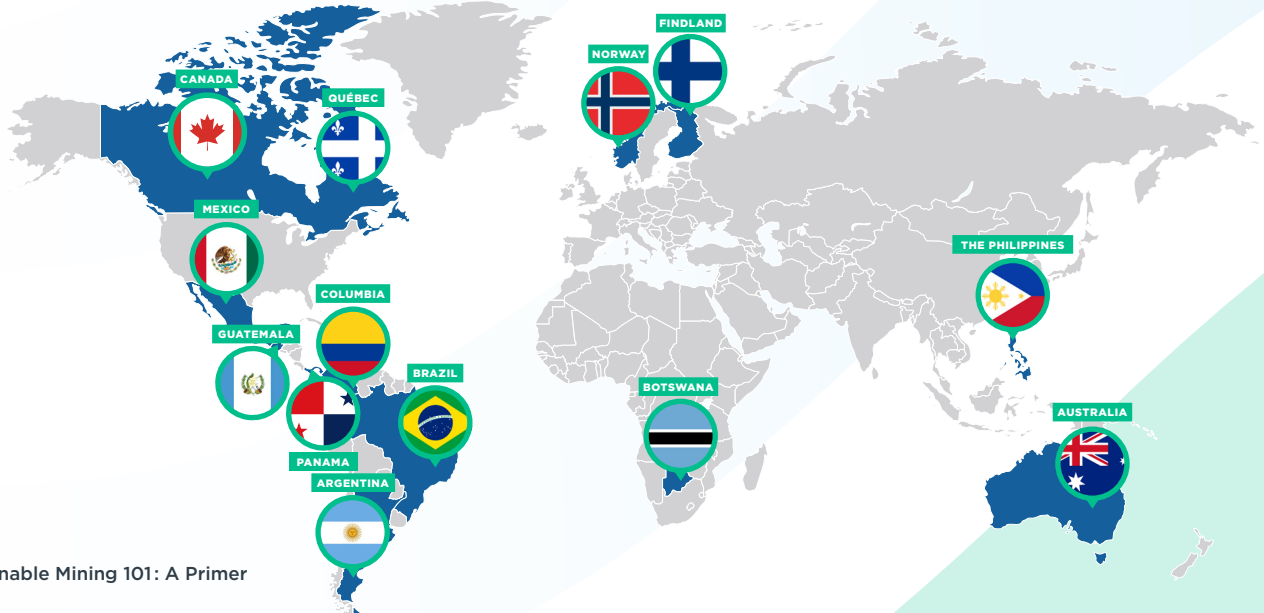 FINDLAND
NORWAY
CANADA
QUÉBEC
MEXICO
THE PHILIPPINES
COLUMBIA
GUATEMALA
BRAZIL
BOTSWANA
AUSTRALIA
PANAMA
ARGENTINA
nable Mining 101: A Primer